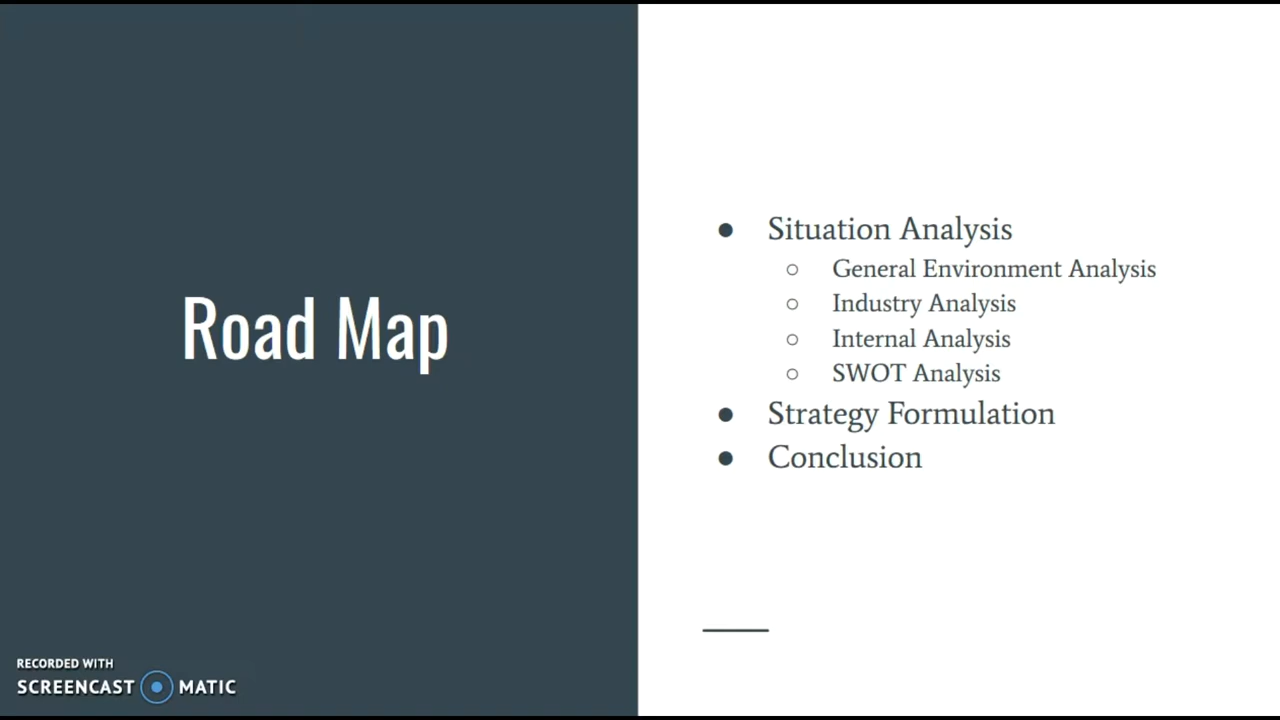 Road Map
● Situation Analysis
○ General Environment Analysis
○ Industry Analysis
○ Internal Analysis
○ SWOT Analysis
● Strategy Formulation
● Conclusion
RECORDED WITH
SCREENCAST MATIC